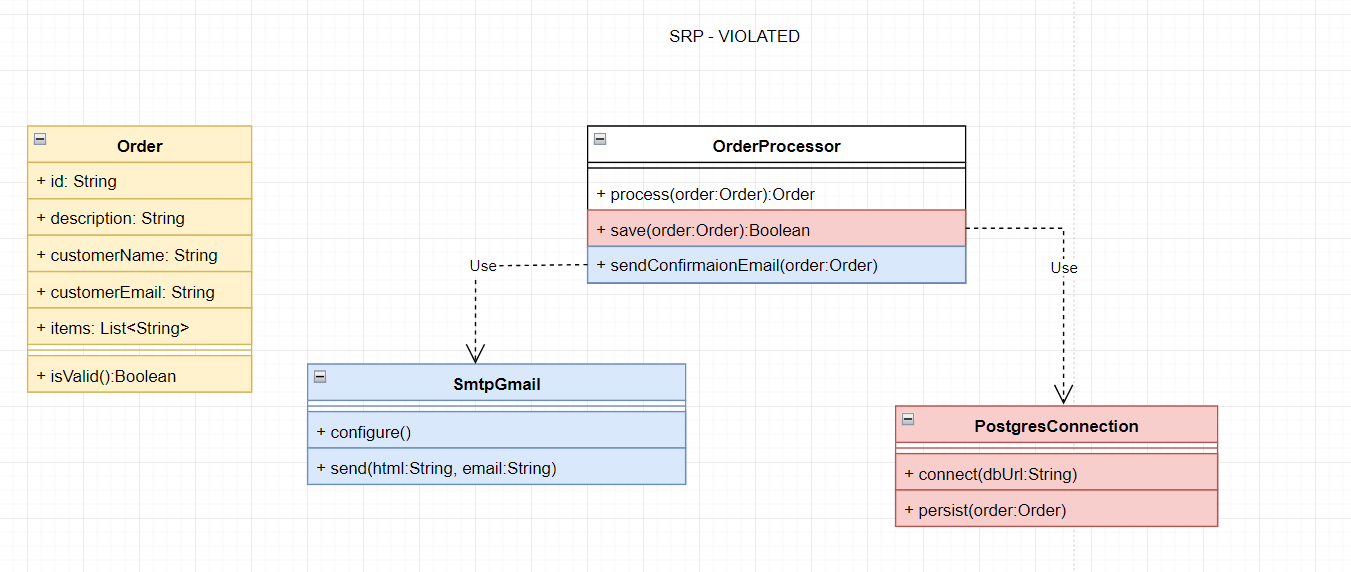 SRP - VIOLATED
Order
+ id: String
+ description: String
+ customerName: String
+ customerEmail: String
+ items: List<String>
+ isValid():Boolean
OrderProcessor
+ process(order:Order):Order
+ save(order:Order):Boolean
+ sendConfirmaionEmail(order:Order)
Use
Use
SmtpGmail
+ configure()
+ send(html:String, email:String)
PostgresConnection
+ connect(dbUrl:String)
+ persist(order:Order)